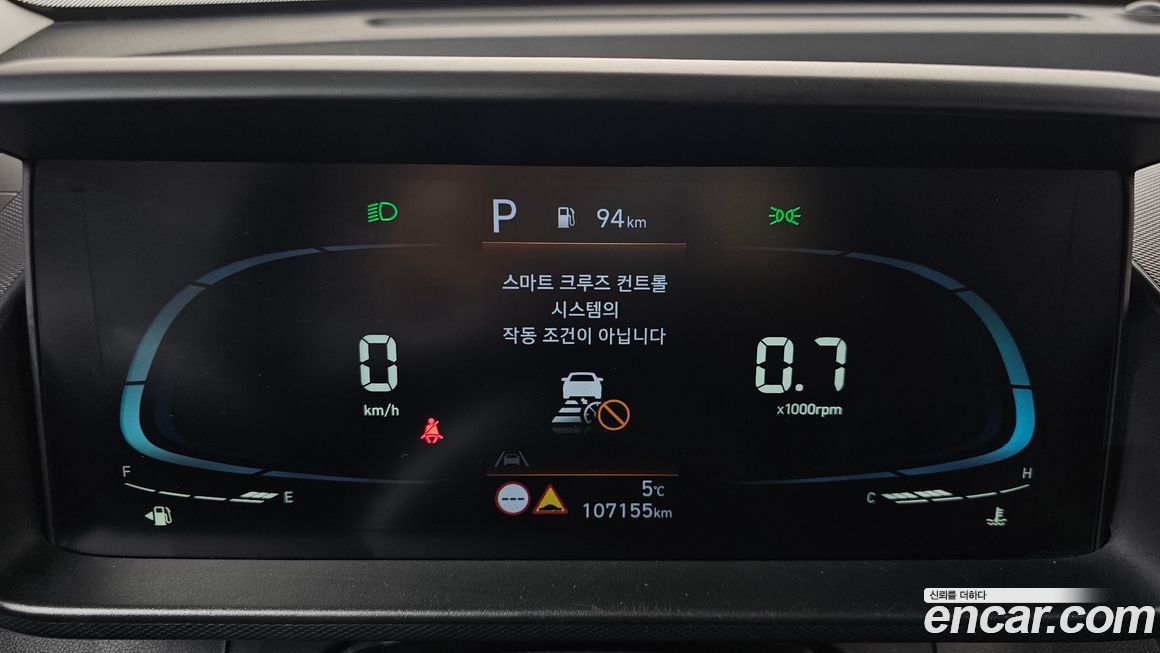 P 94km
스마트 크루즈 컨트롤
시스템의
작동 조건이 아닙니다
0
km/h
0.7
x1000rpm
F
E
C
H
---
5℃
107155km
신뢰를 더하다
encar.com